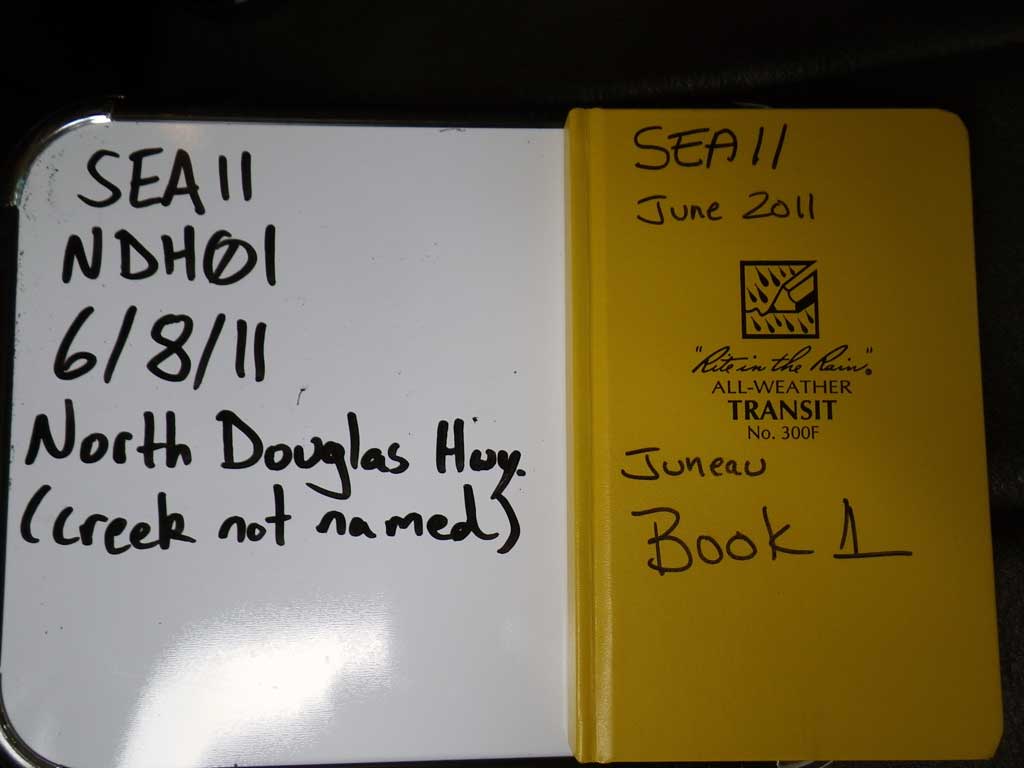 SEA11
NDH01
6/8/11
North Douglas Hwy.
(creek not named)
SEA11
June 2011
"Rite in the Rain".
ALL-WEATHER
TRANSIT
No. 300F
Juneau
Book 1